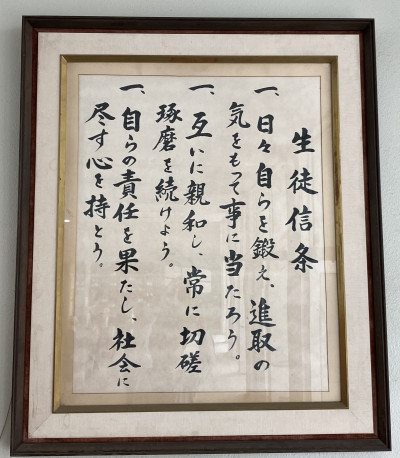 生徒信条
一、日々自らを鍛え、進取の
気をもって事に当たろう。
一、互いに親和し、常に切磋
琢磨を続けよう。
一、自らの責任を果たし、社会に
尽す心を持とう。